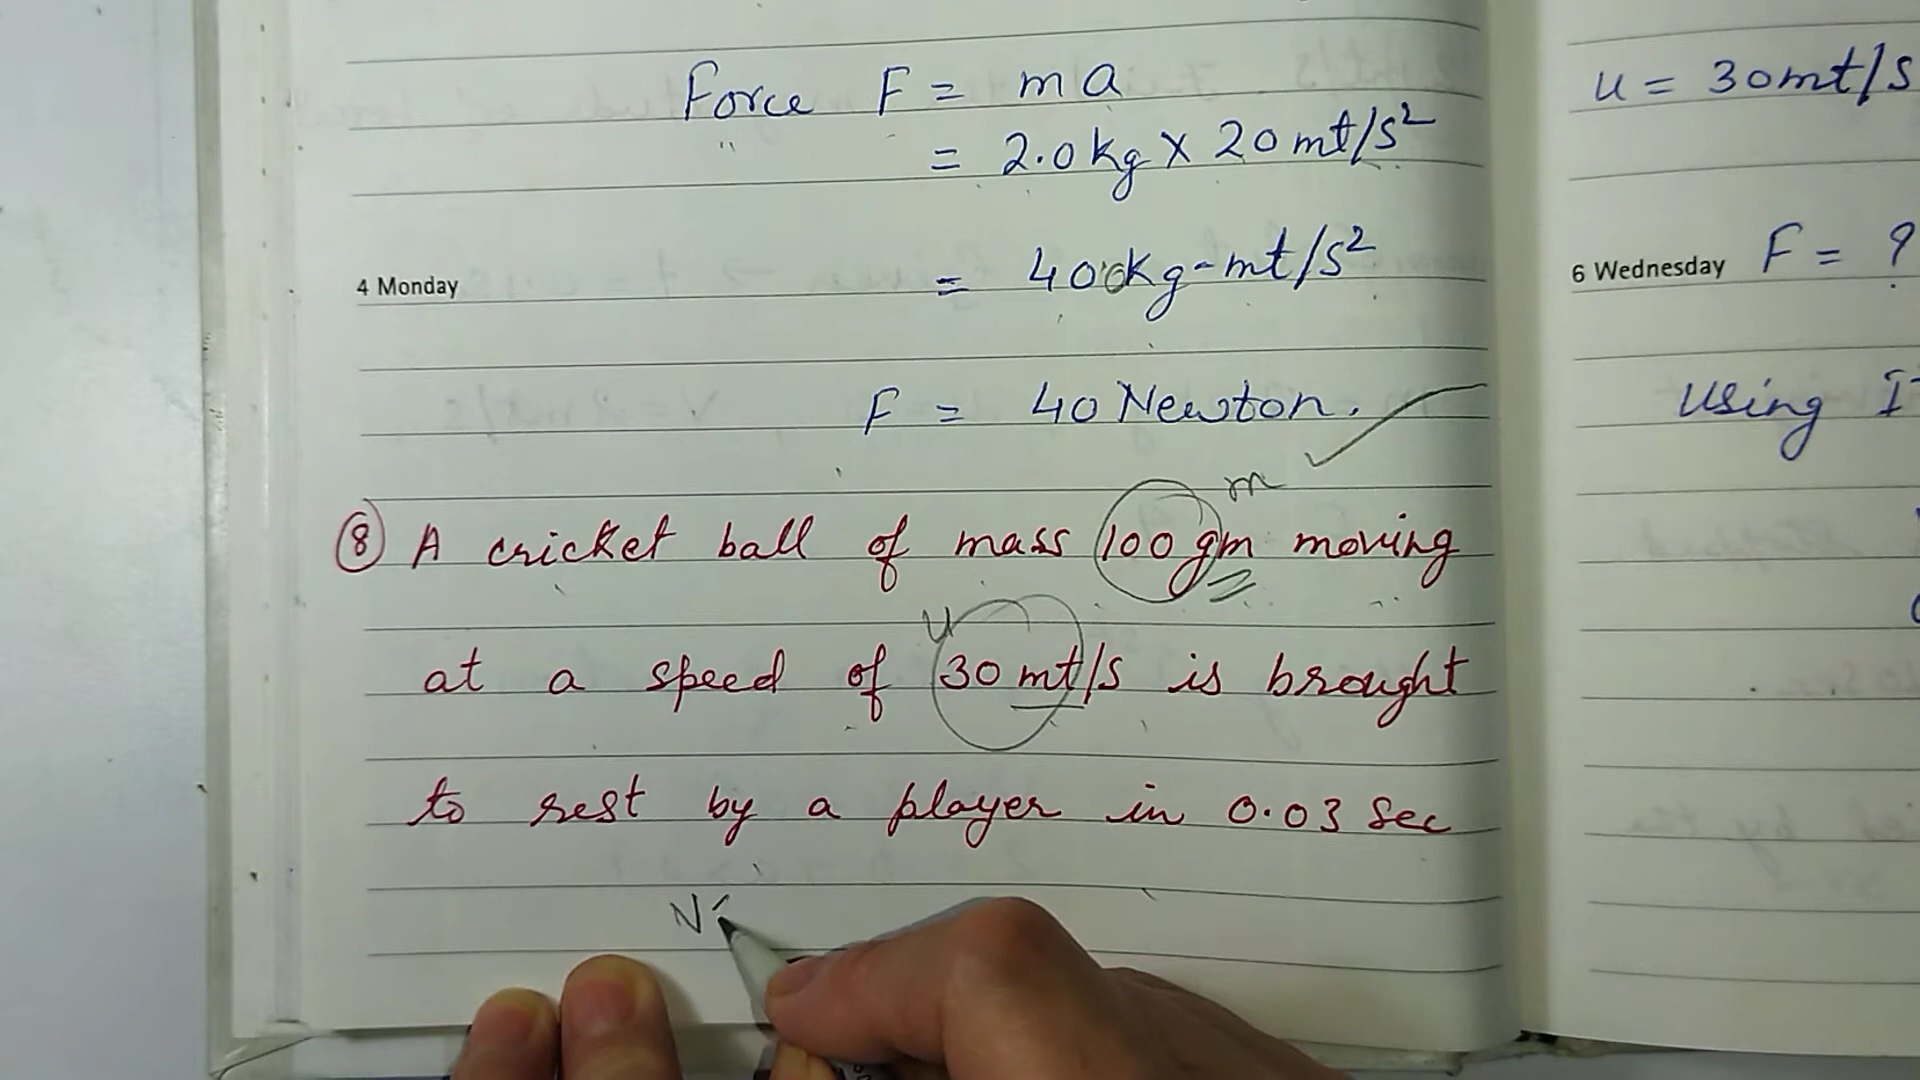 Force F = ma
" = 2.0 kg × 20 mt/s²
4 Monday
= 40 kg-mt/s²
F = 40 Newton.
m
⑧ A cricket ball of mass 100 gm moving
u
at a speed of 30 mt/s is brought
to rest by a player in 0.03 Sec
u = 30 mt/s
6 Wednesday F = ?
Using